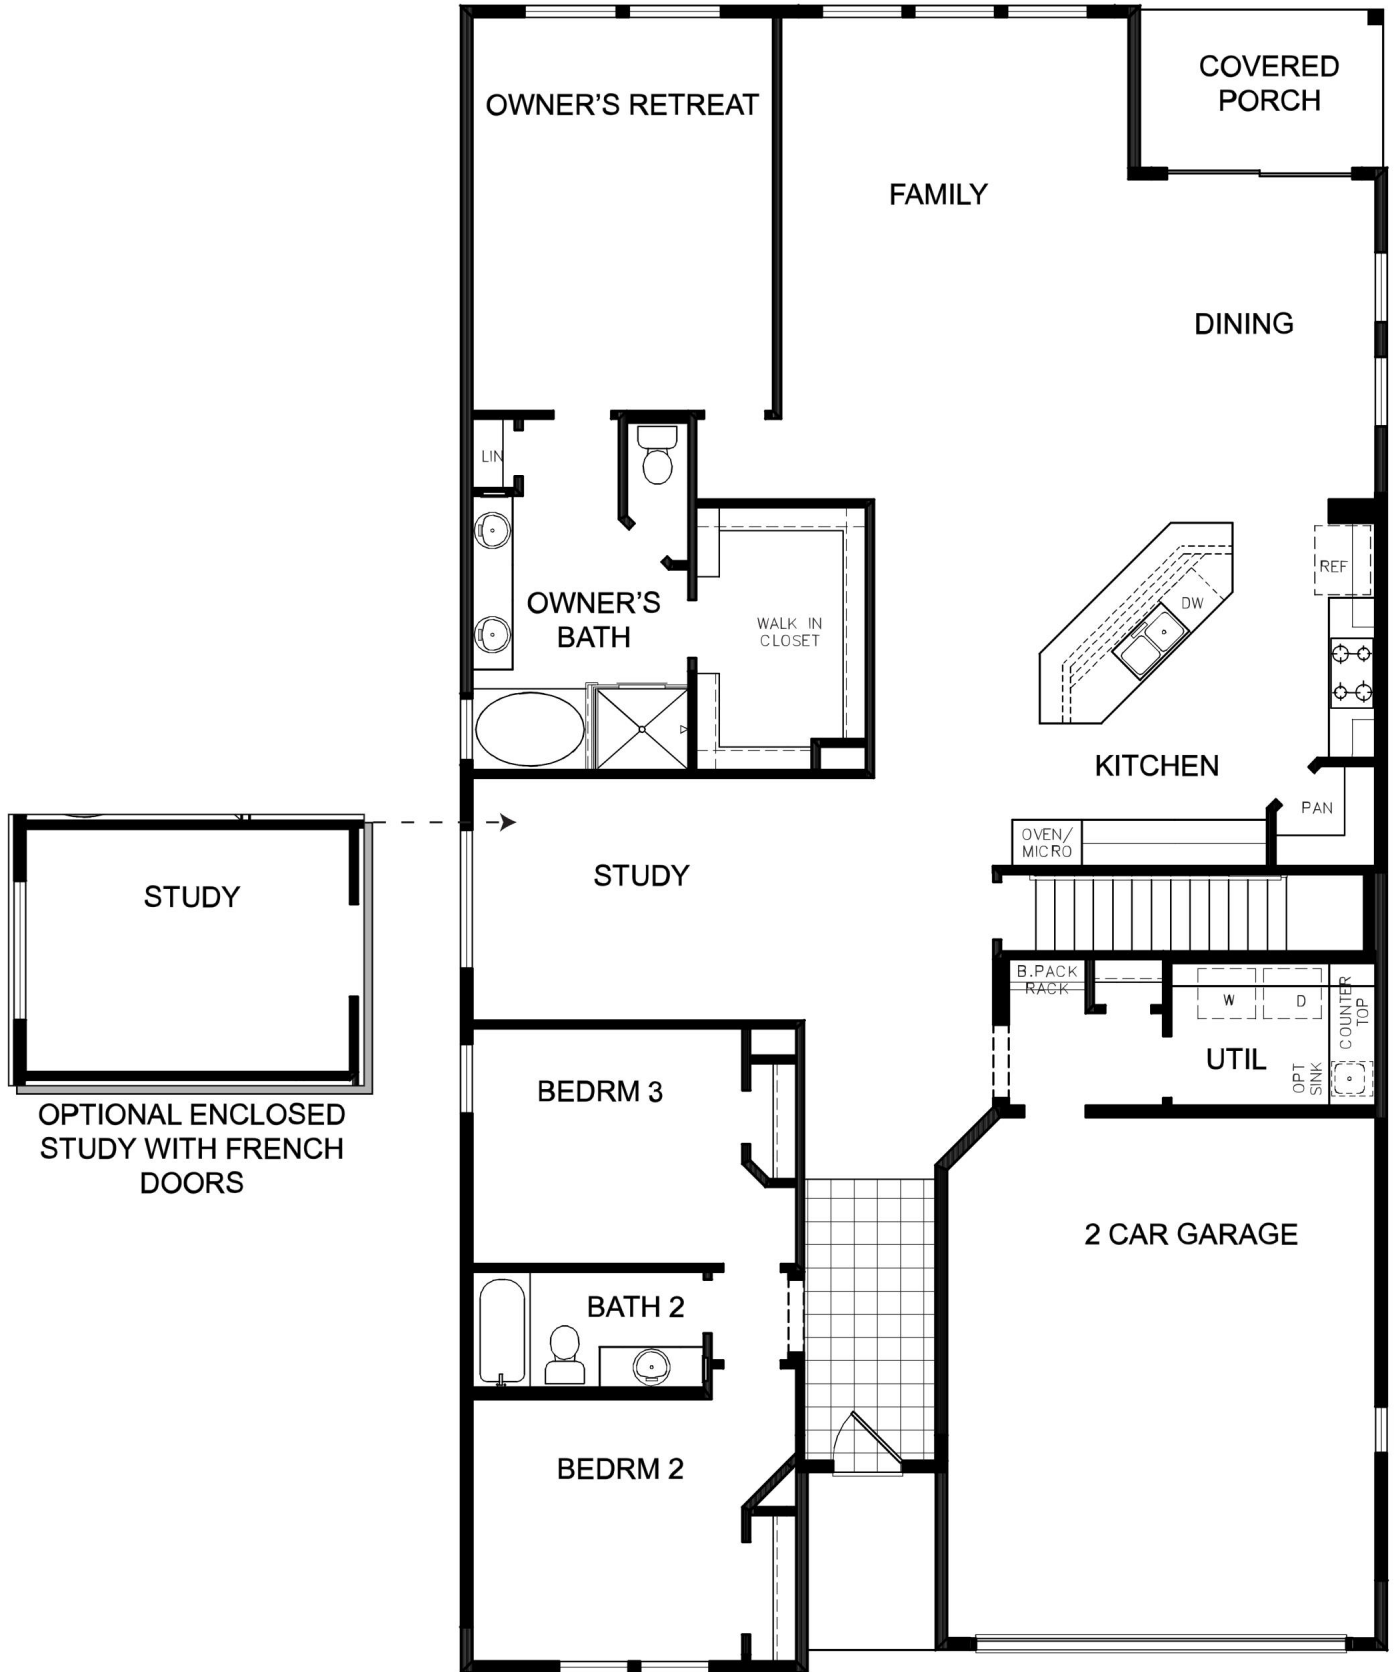 COVERED
PORCH
OWNER'S RETREAT
FAMILY
DINING
LIN
REF
DW
OWNER'S
BATH
WALK IN
CLOSET
KITCHEN
PAN
OVEN/
MICRO
STUDY
STUDY
OPTIONAL ENCLOSED
STUDY WITH FRENCH
DOORS
B.PACK
RACK
W
D
COUNTER
TOP
UTIL
OPT
SINK
BEDRM 3
2 CAR GARAGE
BATH 2
BEDRM 2